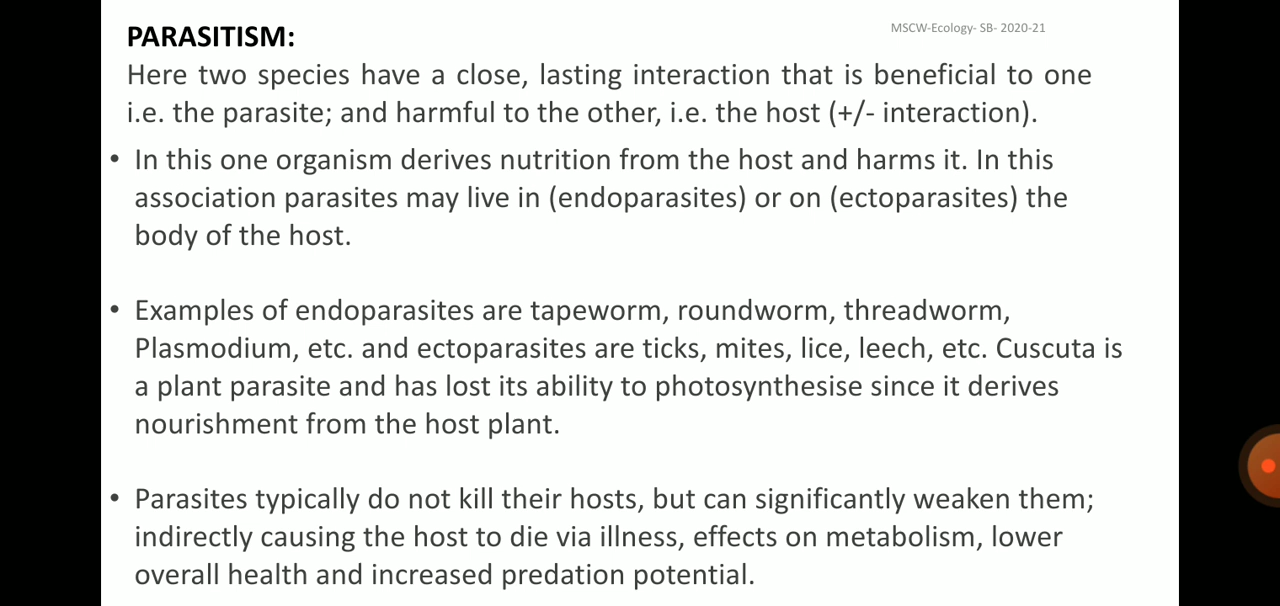 PARASITISM:
MSCW-Ecology- SB- 2020-21
Here two species have a close, lasting interaction that is beneficial to one
i.e. the parasite; and harmful to the other, i.e. the host (+/- interaction).
• In this one organism derives nutrition from the host and harms it. In this
association parasites may live in (endoparasites) or on (ectoparasites) the
body of the host.
• Examples of endoparasites are tapeworm, roundworm, threadworm,
Plasmodium, etc. and ectoparasites are ticks, mites, lice, leech, etc. Cuscuta is
a plant parasite and has lost its ability to photosynthesise since it derives
nourishment from the host plant.
• Parasites typically do not kill their hosts, but can significantly weaken them;
indirectly causing the host to die via illness, effects on metabolism, lower
overall health and increased predation potential.